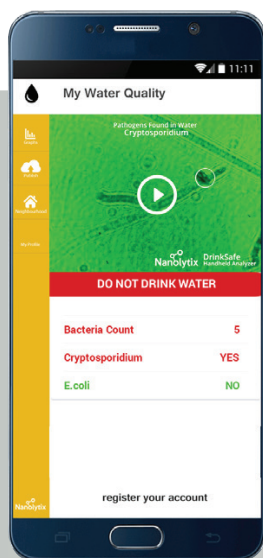 11:11
My Water Quality
Pathogens Found in Water
Cryptosporidium
Graphs
Neighbourhood
My Profile
Nanolytix
DrinkSafe
Handheld Analyzer
DO NOT DRINK WATER
Bacteria Count 5
Cryptosporidium YES
E.coli NO
register your account
Nanolytix